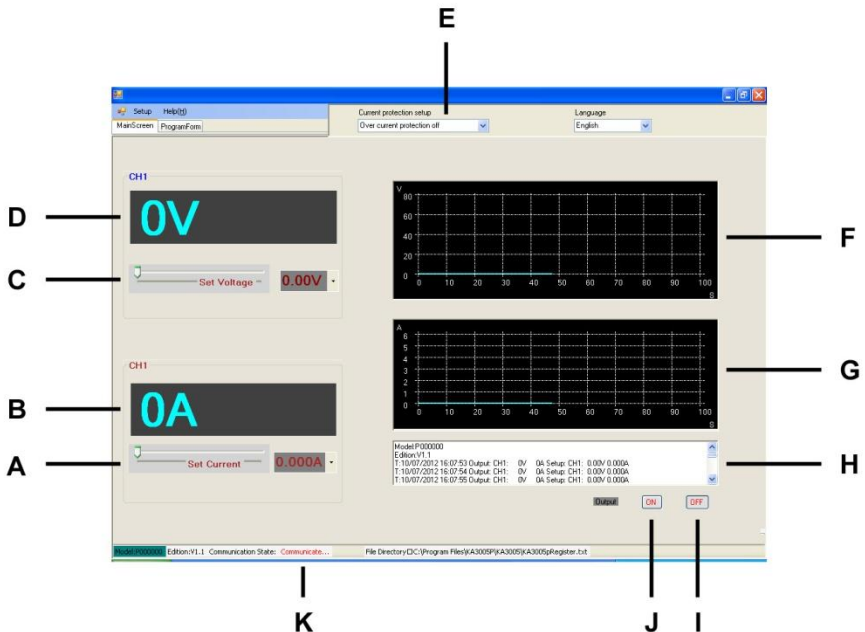 E
Setup Help(H)
Current protection setup
Language
MainScreen ProgramForm
Over current protection off
English
CH1
D
0V
C
Set Voltage
0.00V
V
80
60
40
20
0
0 10 20 30 40 50 60 70 80 90 100
S
F
CH1
B
0A
A
Set Current
0.000A
A
6
5
4
3
2
1
0
0 10 20 30 40 50 60 70 80 90 100
S
G
Model:P000000
Edition:V1.1
T:10/07/2012 16:07:53 Output: CH1: 0V 0A Setup: CH1: 0.00V 0.000A
T:10/07/2012 16:07:54 Output: CH1: 0V 0A Setup: CH1: 0.00V 0.000A
T:10/07/2012 16:07:55 Output: CH1: 0V 0A Setup: CH1: 0.00V 0.000A
H
Output ON OFF
Model:P000000 Edition:V1.1 Communication State: Communicate... File Directory□C:\Program Files\KA3005P\KA3005\KA3005pRegister.txt
K
J
I